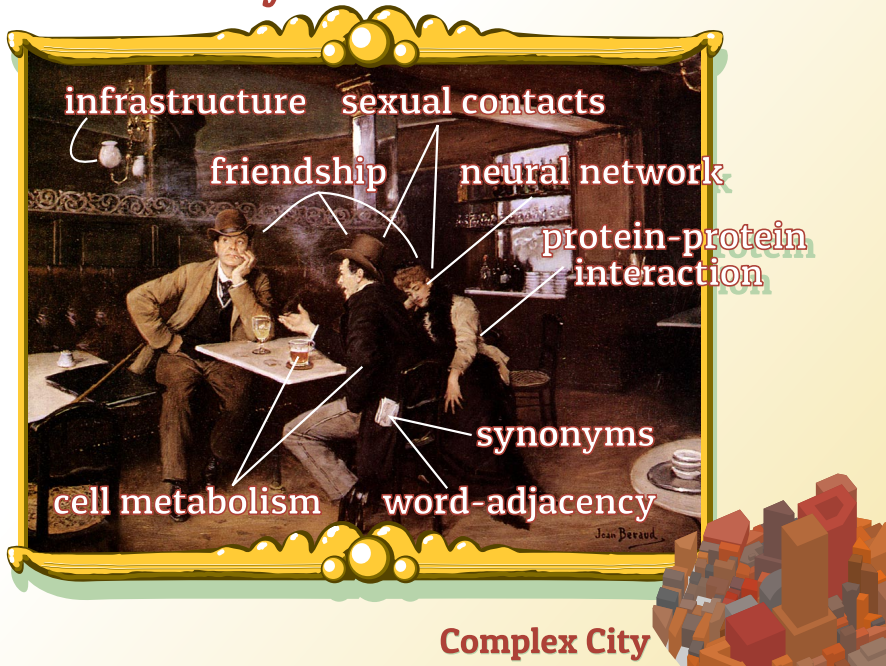 infrastructure sexual contacts
friendship neural network
protein-protein
interaction
synonyms
cell metabolism word-adjacency
Jean Beraud
Complex City